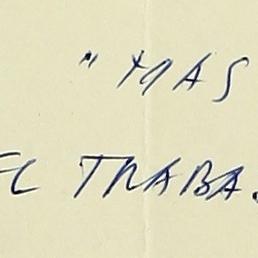 " MAS
EL TRABA.